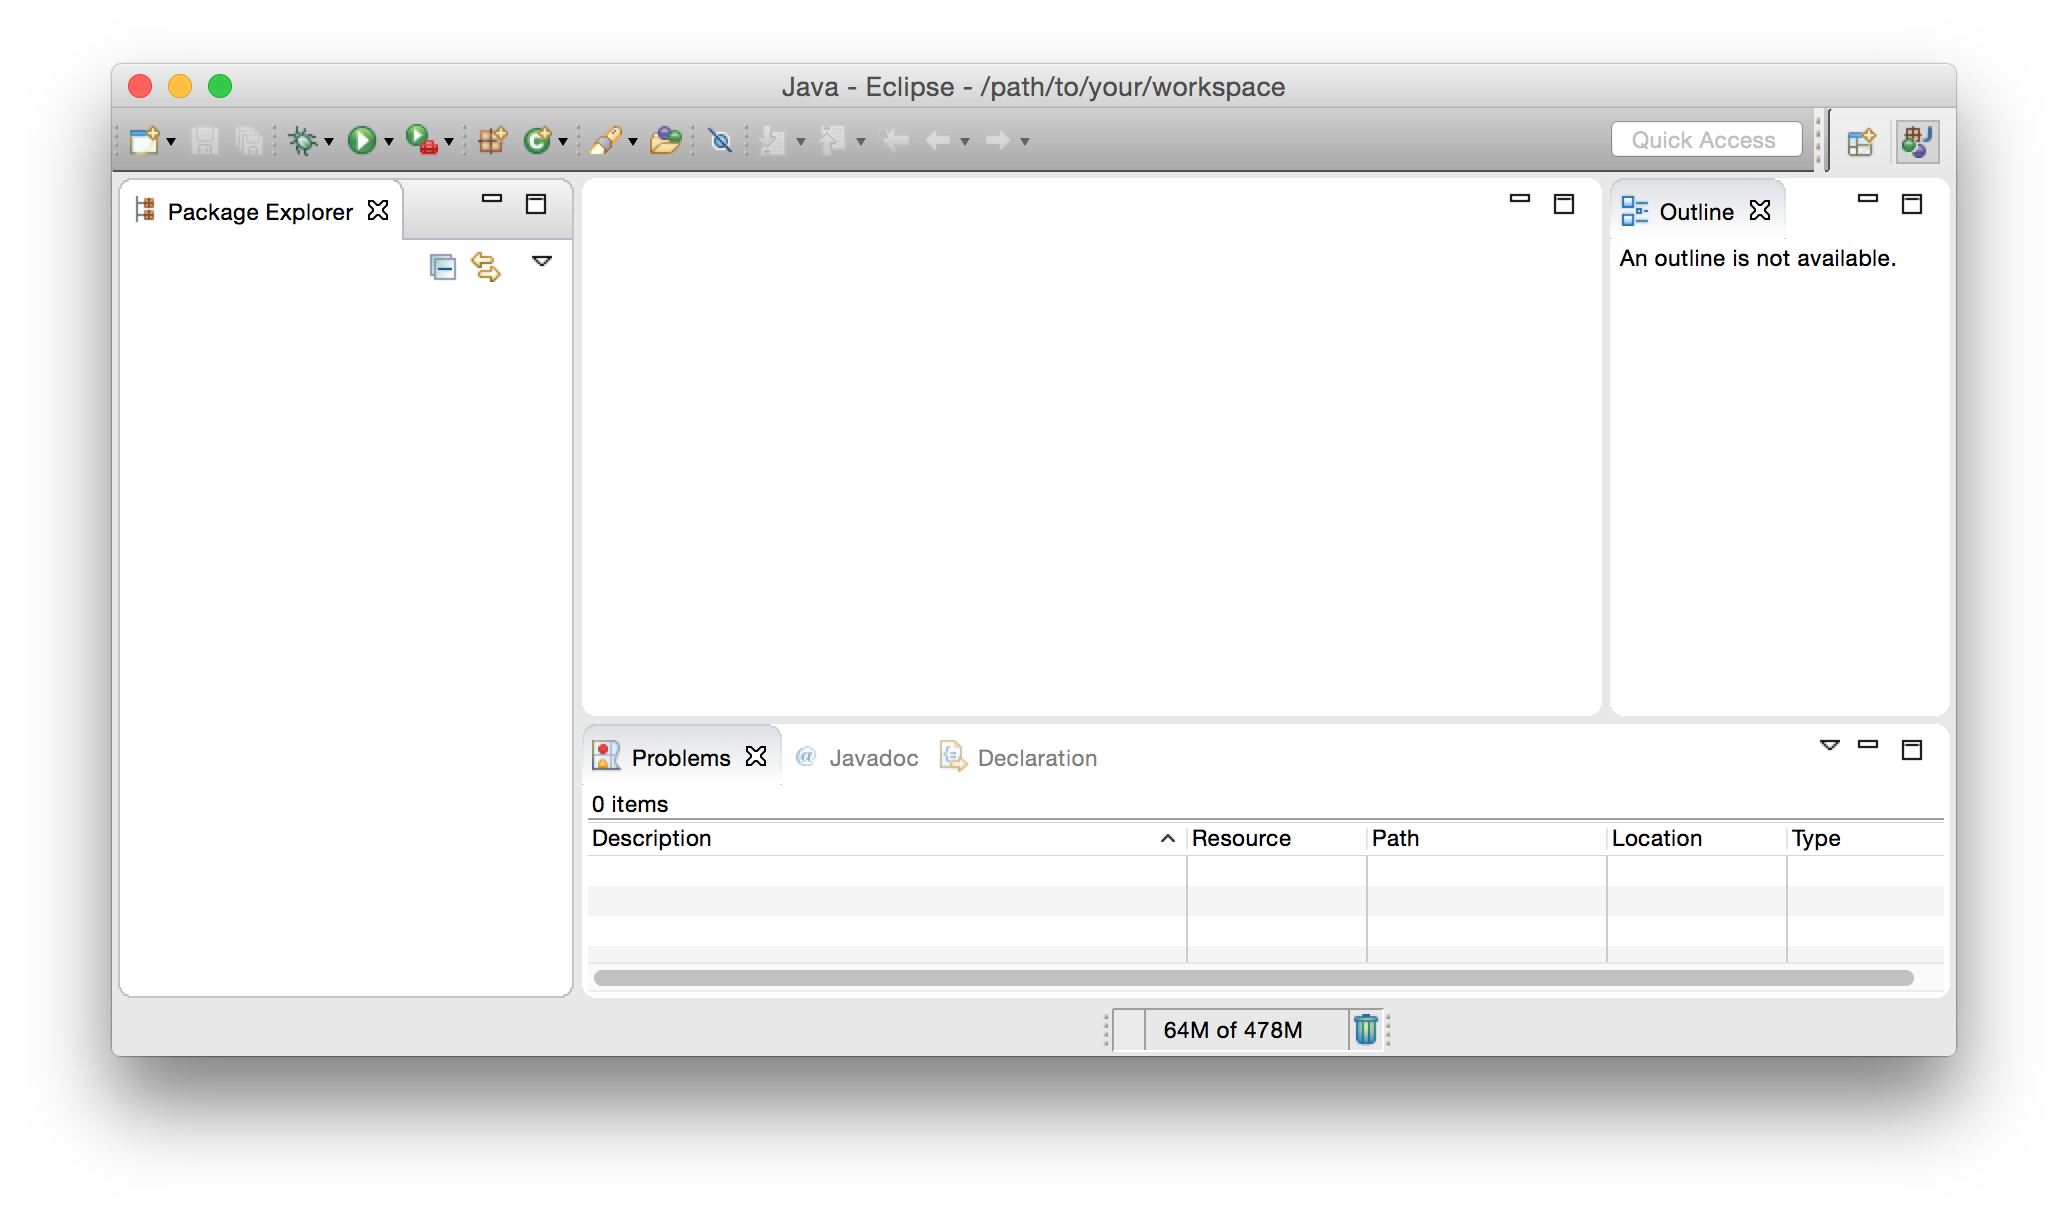 Java - Eclipse - /path/to/your/workspace
Quick Access
Package Explorer
Outline
An outline is not available.
Problems
Javadoc
Declaration
0 items
Description Resource Path Location Type
64M of 478M